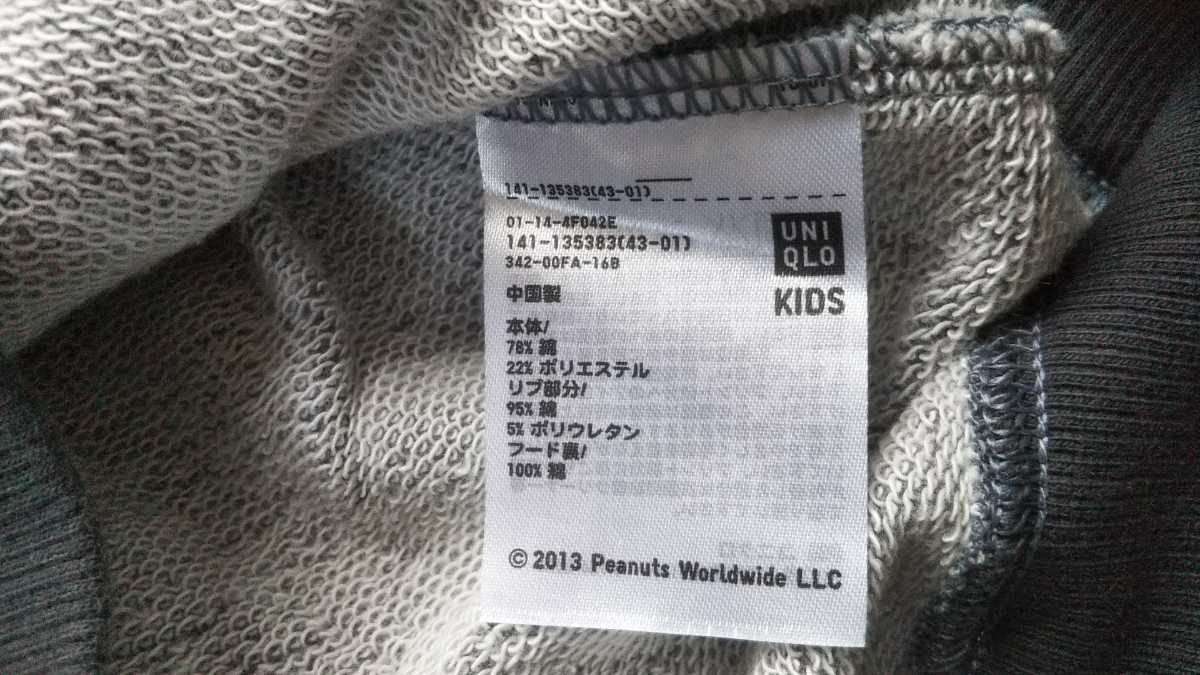 141-135383(43-01)
01-14-4F042E
141-135383(43-01)
342-00FA-16B
UNI
QLO
KIDS
中国製
本体/
78% 綿
22% ポリエステル
リブ部分/
95% 綿
5% ポリウレタン
フード裏/
100% 綿
© 2013 Peanuts Worldwide LLC